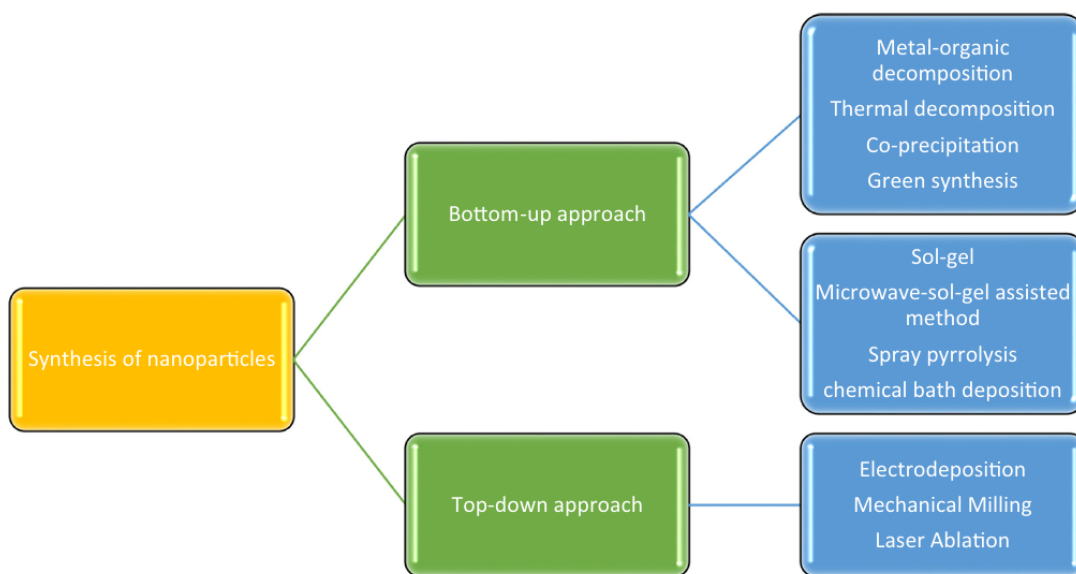 Synthesis of nanoparticles
Bottom-up approach
Top-down approach
Metal-organic
decomposition
Thermal decomposition
Co-precipitation
Green synthesis
Sol-gel
Microwave-sol-gel assisted
method
Spray pyrrolysis
chemical bath deposition
Electrodeposition
Mechanical Milling
Laser Ablation